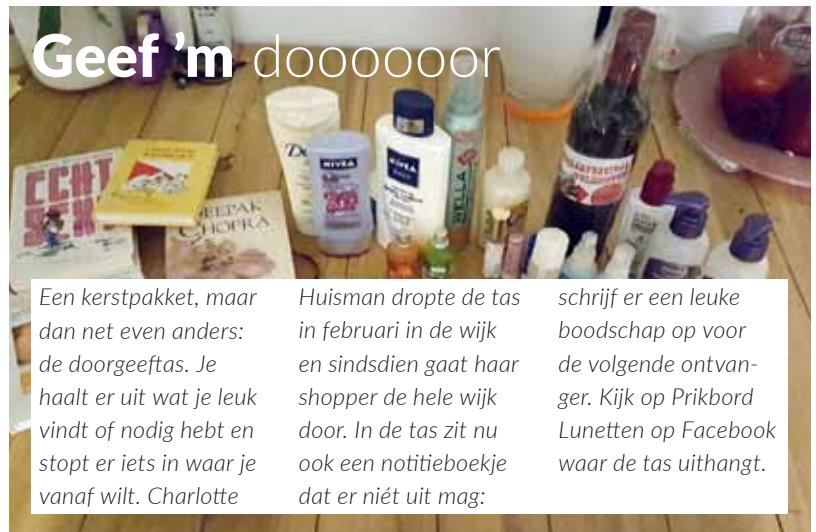 Geef ’m doooooor
ECHT
SEXY
DEEPAK
CHOPRA
NIVEA
NIVEA
WELLA
Een kerstpakket, maar
dan net even anders:
de doorgeeftas. Je
haalt er uit wat je leuk
vindt of nodig hebt en
stopt er iets in waar je
vanaf wilt. Charlotte
Huisman dropte de tas
in februari in de wijk
en sindsdien gaat haar
shopper de hele wijk
door. In de tas zit nu
ook een notitieboekje
dat er niét uit mag:
schrijf er een leuke
boodschap op voor
de volgende ontvan-
ger. Kijk op Prikbord
Lunetten op Facebook
waar de tas uithangt.